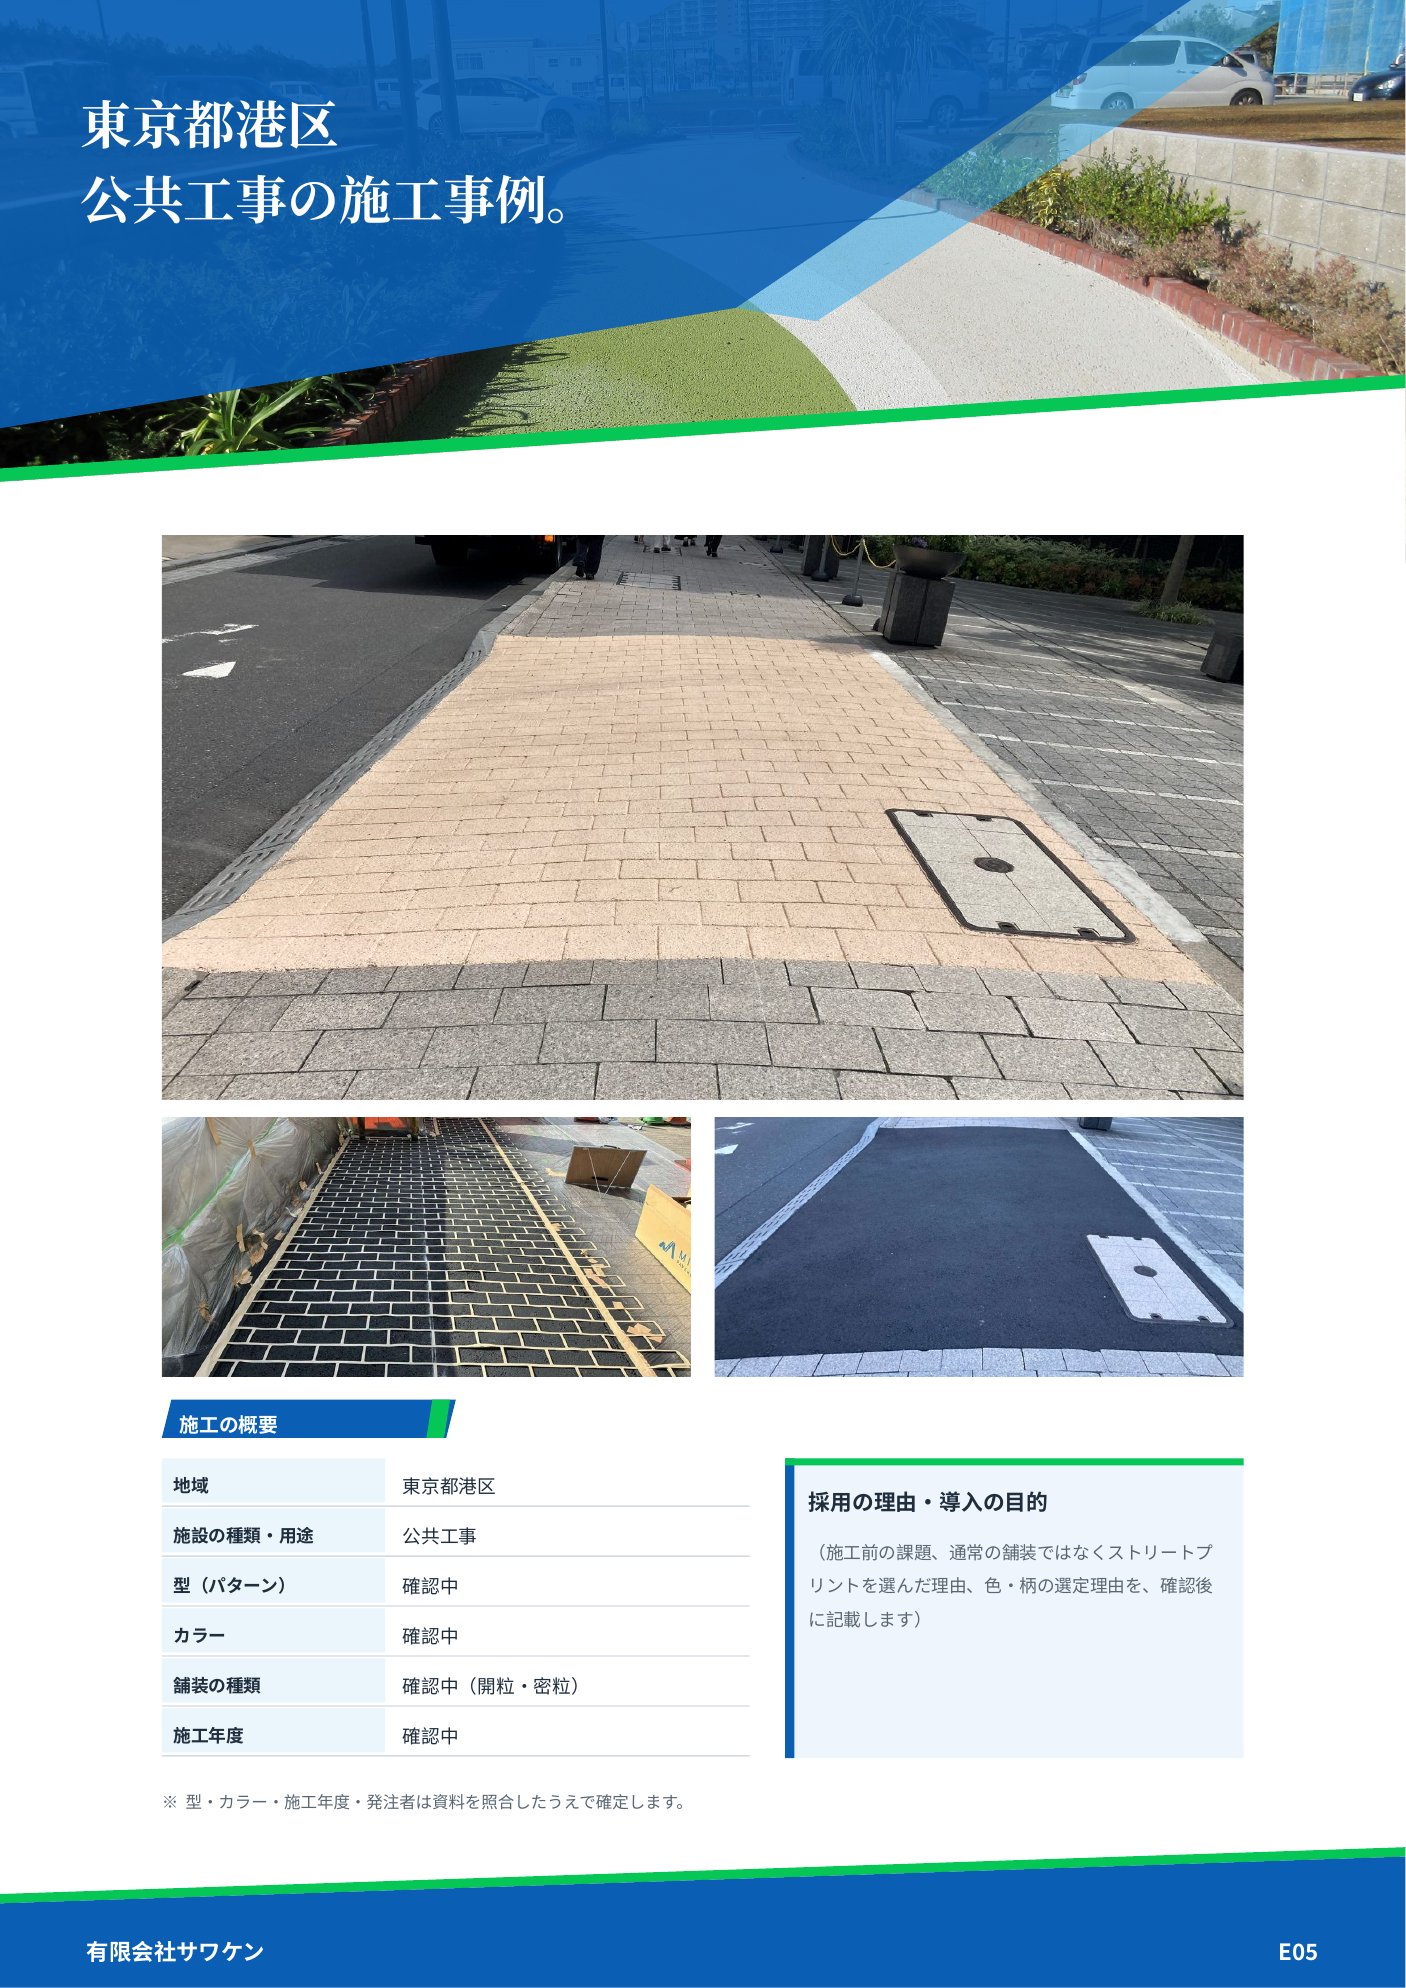 東京都港区
公共工事の施工事例。
施工の概要
地域 東京都港区
施設の種類・用途 公共工事
型（パターン） 確認中
カラー 確認中
舗装の種類 確認中（開粒・密粒）
施工年度 確認中
採用の理由・導入の目的
（施工前の課題、通常の舗装ではなくストリートプ
リントを選んだ理由、色・柄の選定理由を、確認後
に記載します）
※ 型・カラー・施工年度・発注者は資料を照合したうえで確定します。
有限会社サワケン
E05